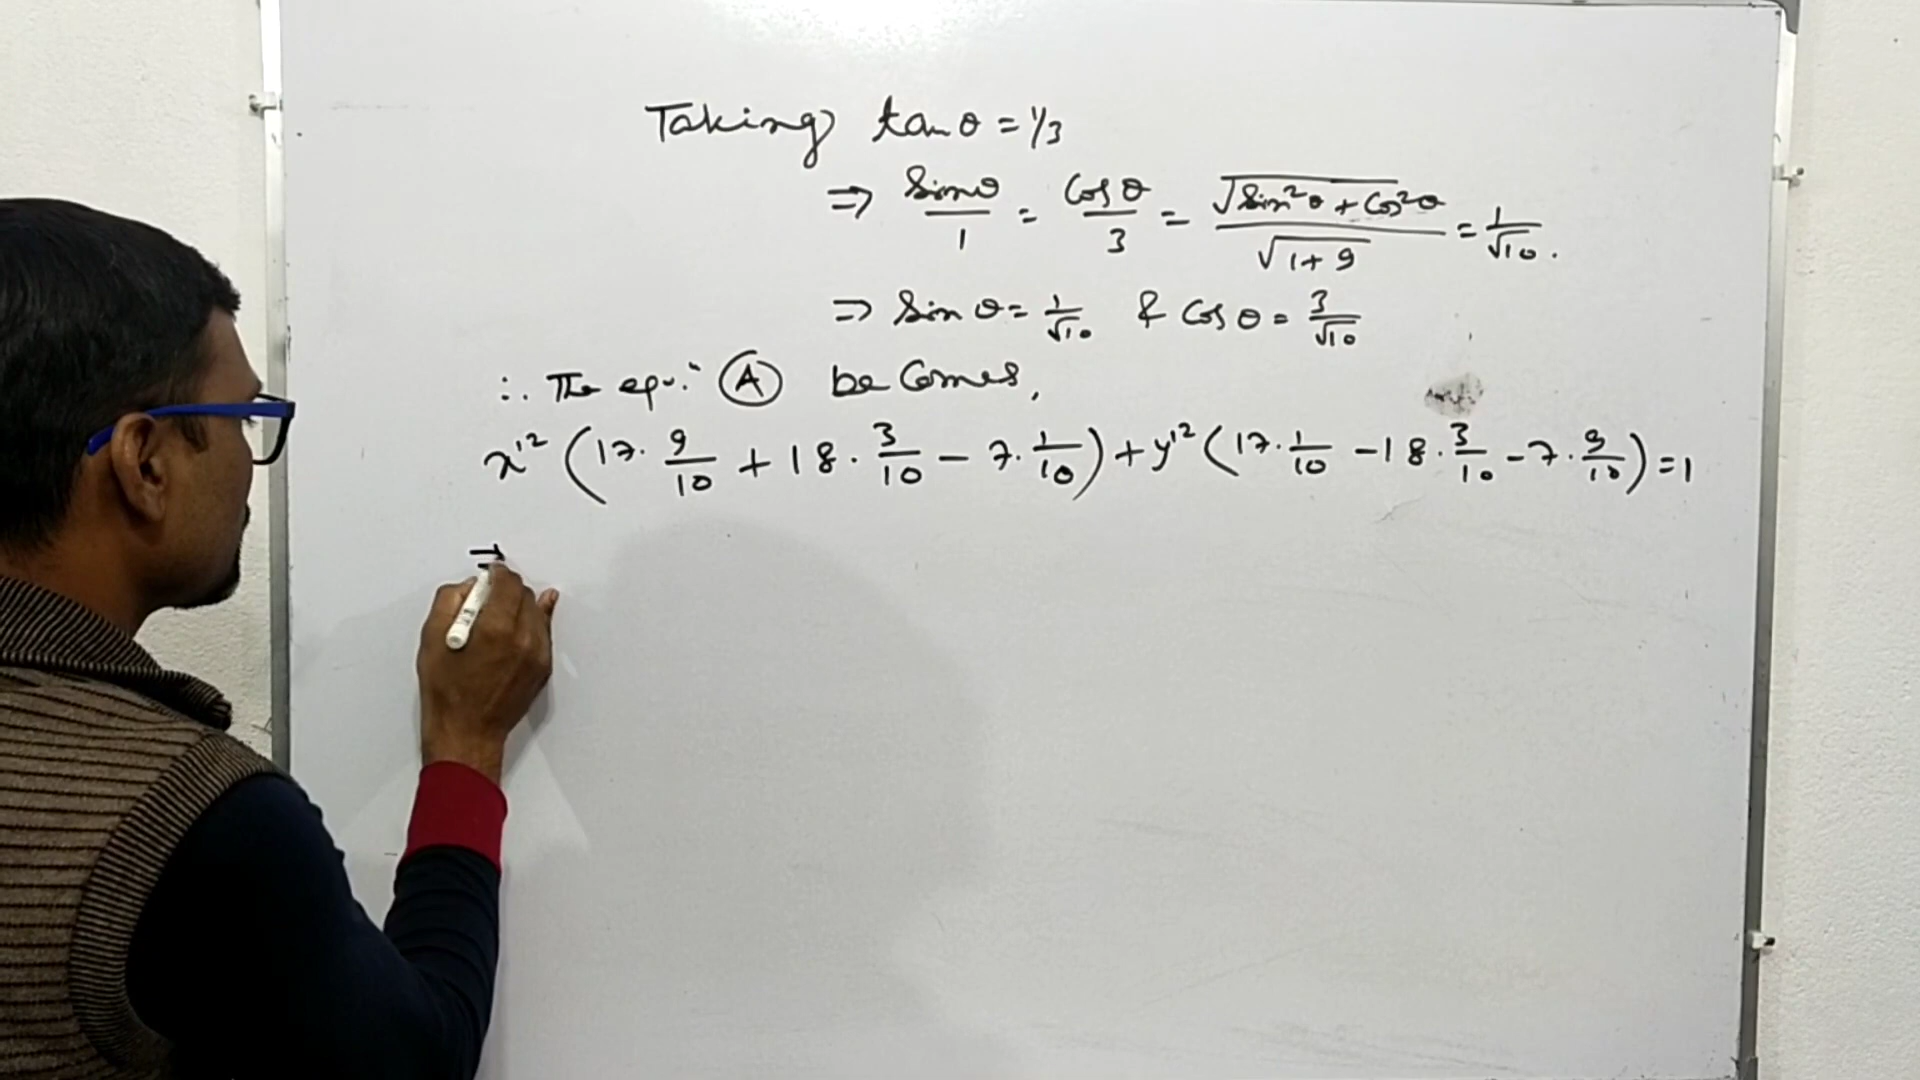 Taking tan θ = 1/3
⇒ sin θ/1 = cos θ/3 = √(sin²θ + cos²θ)/√(1+9) = 1/√10.
⇒ sin θ = 1/√10 & cos θ = 3/√10
∴ The equⁿ (A) becomes,
x'² (17 · 9/10 + 18 · 3/10 − 7 · 1/10) + y'² (17 · 1/10 − 18 · 3/10 − 7 · 9/10) = 1
⇒